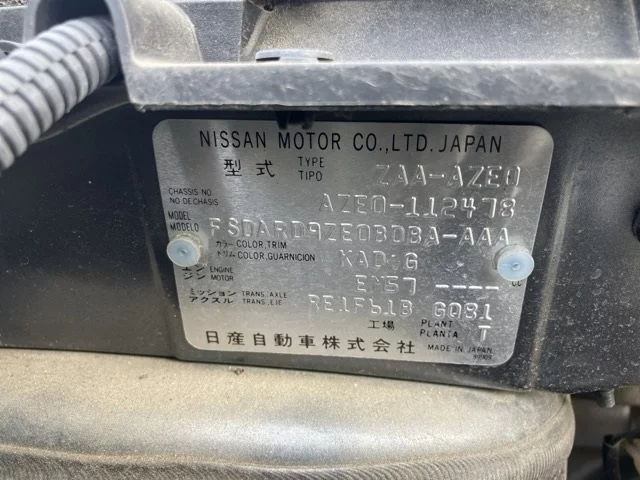 NISSAN MOTOR CO.,LTD. JAPAN
型式 TYPE TIPO ZAA-AZE0
CHASSIS NO. NO DECHASIS AZE0-112478
MODEL MODELO FSDARD9ZE0BDBA-AAA
カラー COLOR, TRIM
トリム COLOR, GUARNICION KAD G
エンジン ENGINE MOTOR EM57 ---- CC
ミッション TRANS., AXLE
アクスル TRANS., EJE RE1F61B G081
工場 PLANT PLANTA T
日産自動車株式会社 MADE IN JAPAN